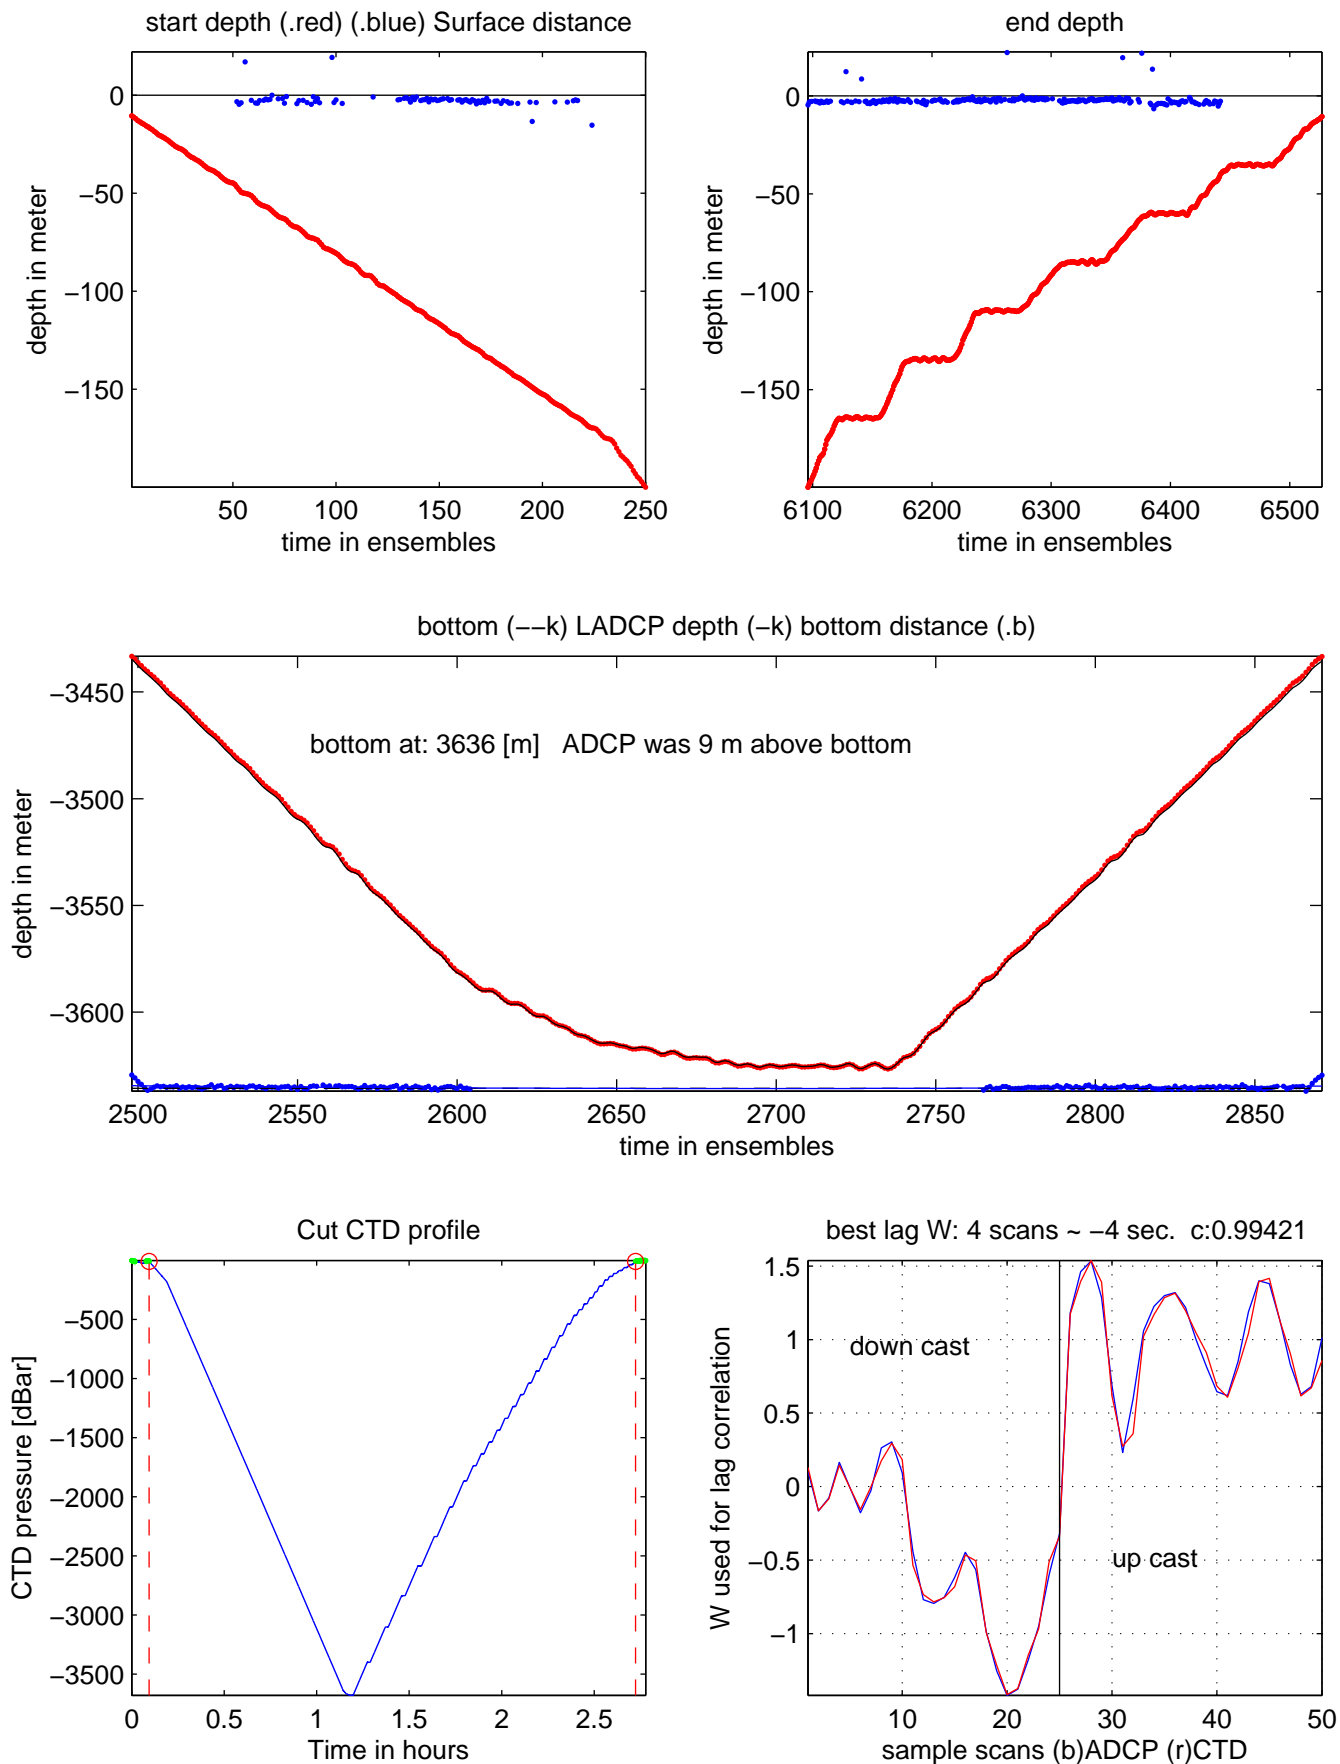 start depth (.red) (.blue) Surface distance
0
−50
−100
−150
depth in meter
50 100 150 200 250
time in ensembles
end depth
0
−50
−100
−150
depth in meter
6100 6200 6300 6400 6500
time in ensembles
bottom (−−k) LADCP depth (−k) bottom distance (.b)
−3450
−3500
−3550
−3600
depth in meter
bottom at: 3636 [m]   ADCP was 9 m above bottom
2500 2550 2600 2650 2700 2750 2800 2850
time in ensembles
Cut CTD profile
−500
−1000
−1500
−2000
−2500
−3000
−3500
CTD pressure [dBar]
0 0.5 1 1.5 2 2.5
Time in hours
best lag W: 4 scans ~ −4 sec.  c:0.99421
1.5
1
0.5
0
−0.5
−1
W used for lag correlation
down cast
up cast
10 20 30 40 50
sample scans (b)ADCP (r)CTD